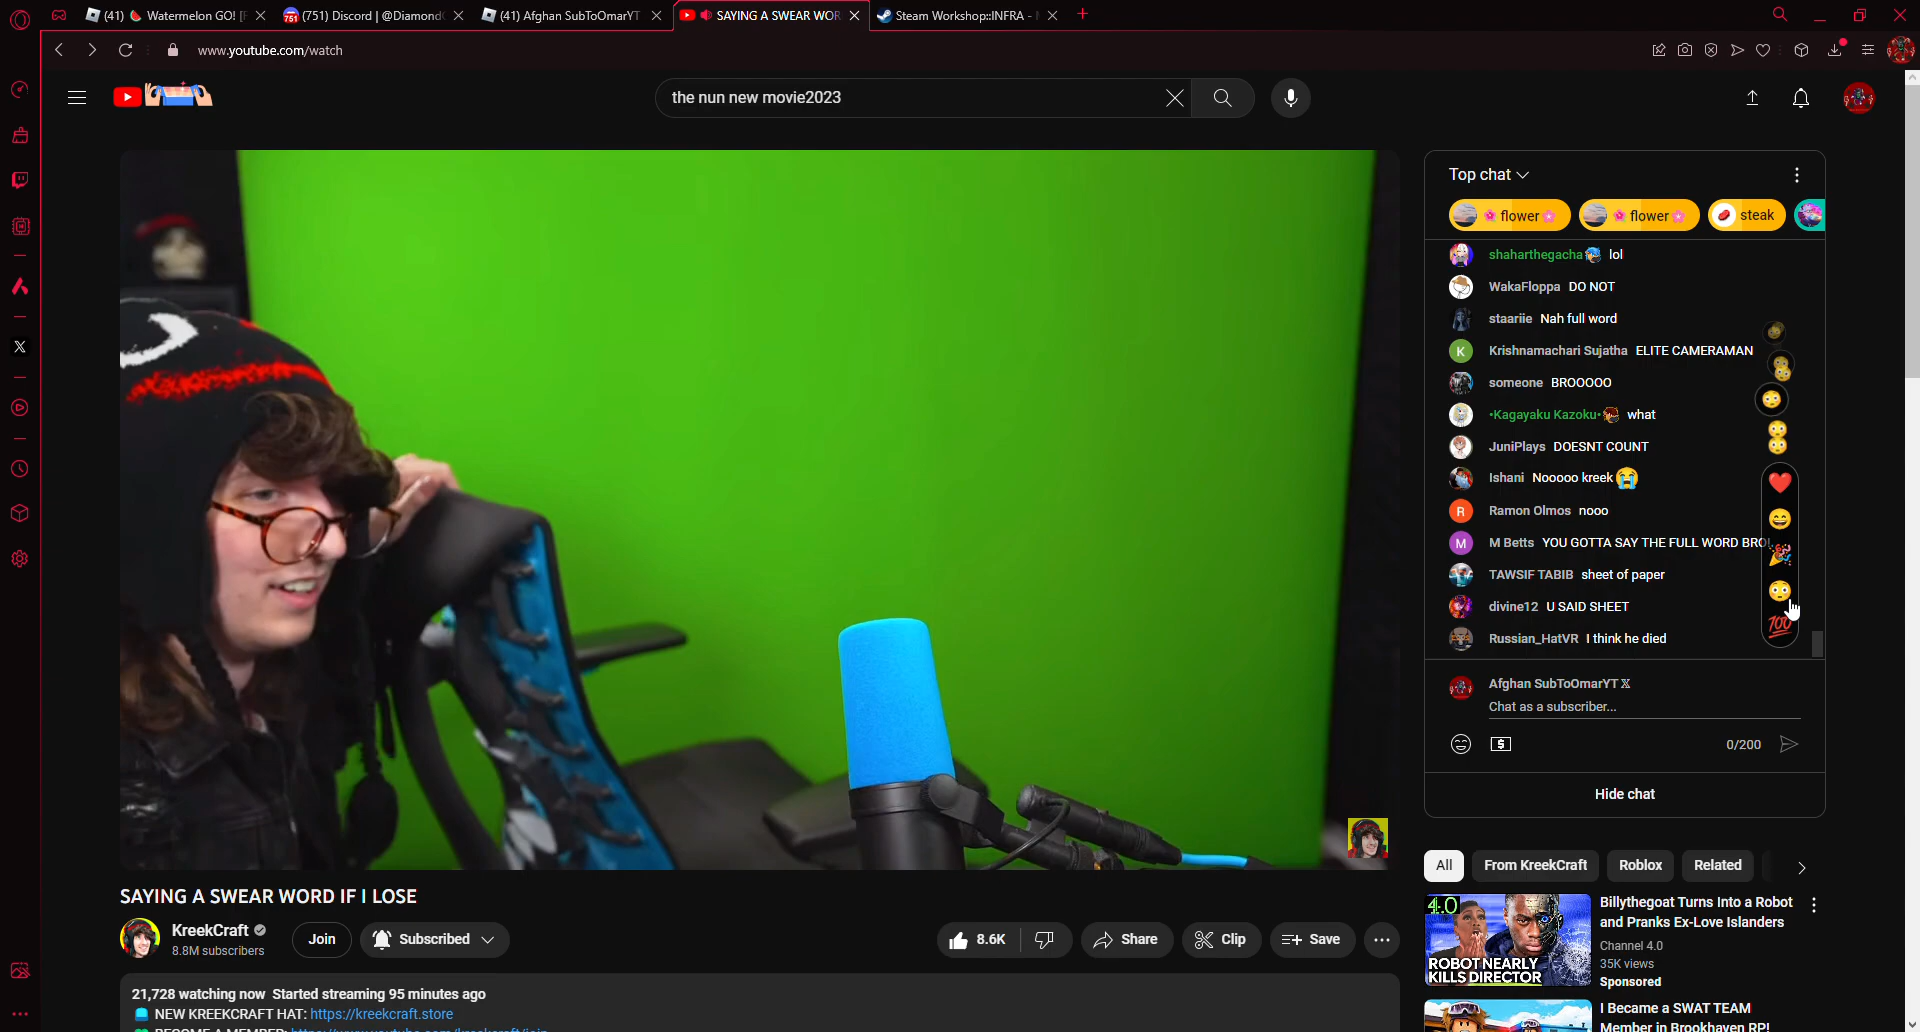 (41) 🍉 Watermelon GO! [F
(751) Discord | @Diamond
(41) Afghan SubToOmarYT
SAYING A SWEAR WOR
Steam Workshop::INFRA -
www.youtube.com/watch
the nun new movie2023
Top chat
🌸 flower🌸
🌸 flower🌸
steak
shaharthegacha lol
WakaFloppa DO NOT
staariie Nah full word
K Krishnamachari Sujatha ELITE CAMERAMAN
someone BROOOOO
•Kagayaku Kazoku• what
JuniPlays DOESNT COUNT
Ishani Nooooo kreek😭
R Ramon Olmos nooo
M M Betts YOU GOTTA SAY THE FULL WORD BRO!
TAWSIF TABIB sheet of paper
divine12 U SAID SHEET
Russian_HatVR I think he died
Afghan SubToOmarYT 𝕏
Chat as a subscriber...
0/200
Hide chat
SAYING A SWEAR WORD IF I LOSE
KreekCraft
8.8M subscribers
Join
Subscribed
8.6K
Share
Clip
Save
21,728 watching now Started streaming 95 minutes ago
NEW KREEKCRAFT HAT: https://kreekcraft.store
All
From KreekCraft
Roblox
Related
4.0
ROBOT NEARLY
KILLS DIRECTOR
Billythegoat Turns Into a Robot
and Pranks Ex-Love Islanders
Channel 4.0
35K views
Sponsored
I Became a SWAT TEAM
Member in Brookhaven RP!